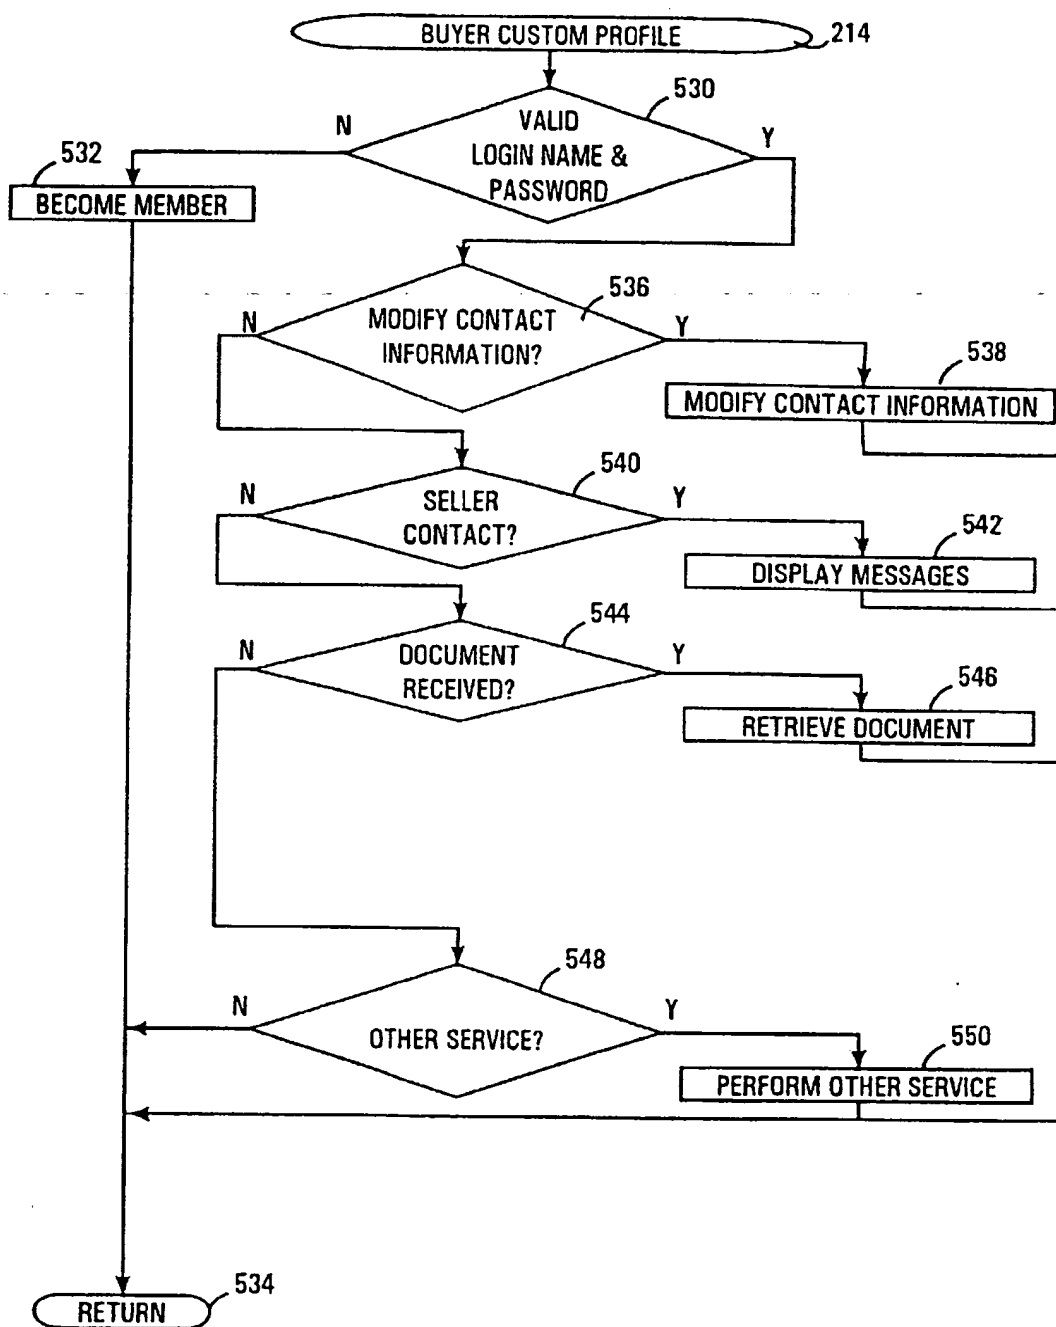 BUYER CUSTOM PROFILE
214
530
N
VALID
LOGIN NAME &
PASSWORD
Y
532
BECOME MEMBER
536
N
MODIFY CONTACT
INFORMATION?
Y
538
MODIFY CONTACT INFORMATION
540
N
SELLER
CONTACT?
Y
542
DISPLAY MESSAGES
544
N
DOCUMENT
RECEIVED?
Y
546
RETRIEVE DOCUMENT
548
N
OTHER SERVICE?
Y
550
PERFORM OTHER SERVICE
534
RETURN